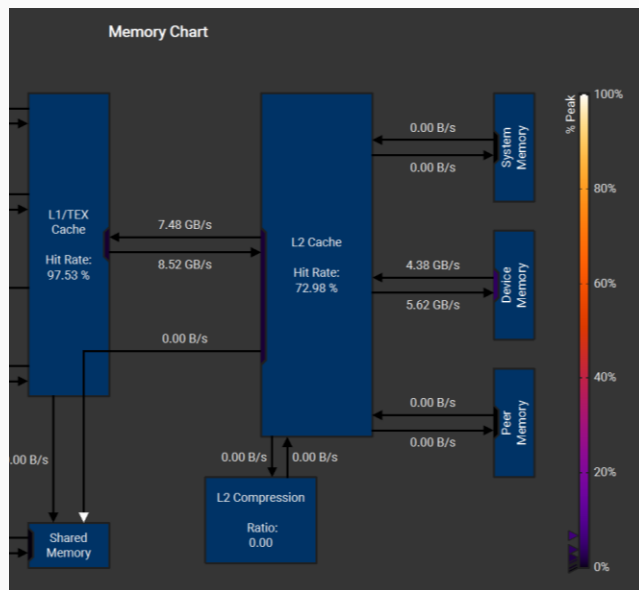 Memory Chart
% Peak
100%
80%
60%
40%
20%
0%
L1/TEX
Cache
Hit Rate:
97.53 %
7.48 GB/s
8.52 GB/s
0.00 B/s
L2 Cache
Hit Rate:
72.98 %
0.00 B/s
0.00 B/s
System
Memory
4.38 GB/s
5.62 GB/s
Device
Memory
0.00 B/s
0.00 B/s
Peer
Memory
.00 B/s
0.00 B/s
0.00 B/s
L2 Compression
Ratio:
0.00
Shared
Memory